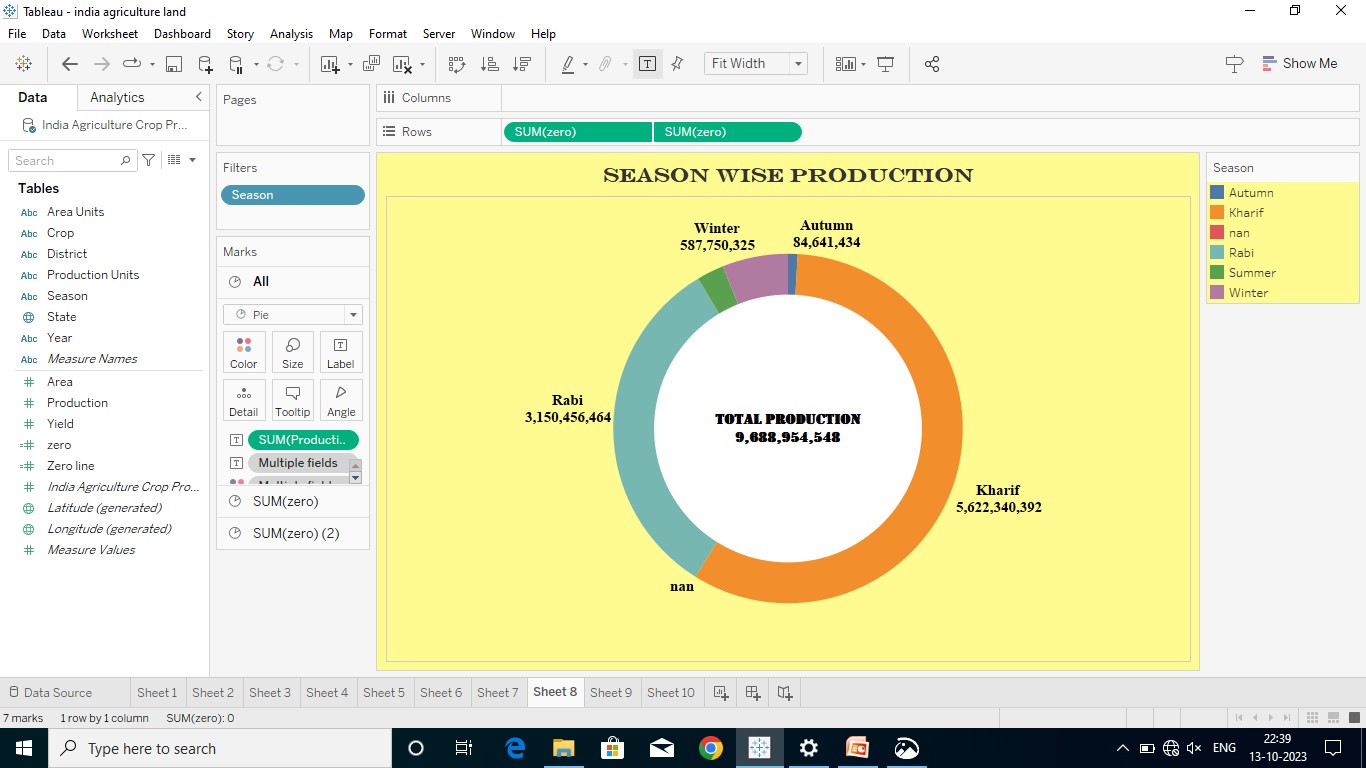 Tableau - india agriculture land
File Data Worksheet Dashboard Story Analysis Map Format Server Window Help
Fit Width
Show Me
Data Analytics
India Agriculture Crop Pr...
Search
Tables
Abc Area Units
Abc Crop
Abc District
Abc Production Units
Abc Season
State
Abc Year
Abc Measure Names
Area
Production
Yield
zero
Zero line
India Agriculture Crop Pro...
Latitude (generated)
Longitude (generated)
Measure Values
Pages
Filters
Season
Marks
All
Pie
Color Size Label
Detail Tooltip Angle
SUM(Producti..
Multiple fields
SUM(zero)
SUM(zero) (2)
Columns
Rows SUM(zero) SUM(zero)
SEASON WISE PRODUCTION
Winter
587,750,325
Autumn
84,641,434
Rabi
3,150,456,464
TOTAL PRODUCTION
9,688,954,548
Kharif
5,622,340,392
nan
Season
Autumn
Kharif
nan
Rabi
Summer
Winter
Data Source Sheet 1 Sheet 2 Sheet 3 Sheet 4 Sheet 5 Sheet 6 Sheet 7 Sheet 8 Sheet 9 Sheet 10
7 marks 1 row by 1 column SUM(zero): 0
Type here to search
ENG
22:39
13-10-2023